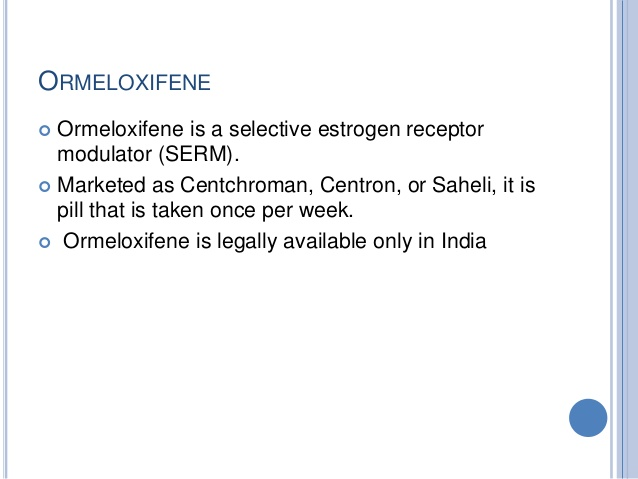 ORMELOXIFENE
Ormeloxifene is a selective estrogen receptor
modulator (SERM).
Marketed as Centchroman, Centron, or Saheli, it is
pill that is taken once per week.
Ormeloxifene is legally available only in India